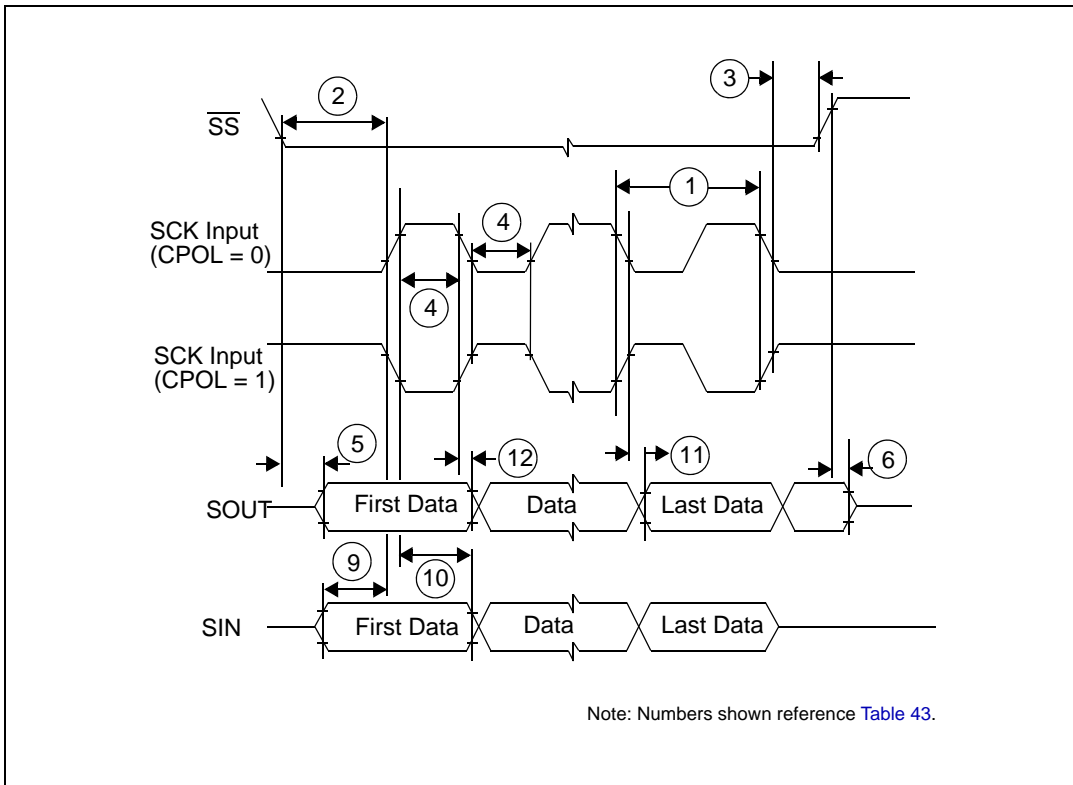 3
2
SS
1
SCK Input
(CPOL = 0)
4
4
SCK Input
(CPOL = 1)
5
12
11
6
SOUT
First Data
Data
Last Data
9
10
SIN
First Data
Data
Last Data
Note: Numbers shown reference Table 43.